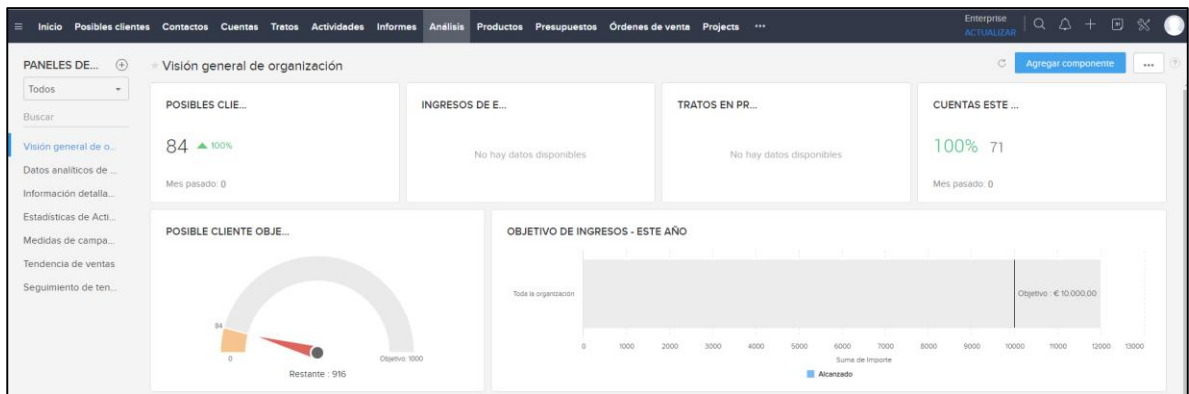 Inicio Posibles clientes Contactos Cuentas Tratos Actividades Informes Análisis Productos Presupuestos Órdenes de venta Projects •••
Enterprise
ACTUALIZAR
PANELES DE...
Todos
Buscar
Visión general de o...
Datos analíticos de ...
Información detalla...
Estadísticas de Acti...
Medidas de campa...
Tendencia de ventas
Seguimiento de ten...
Visión general de organización
Agregar componente
•••
?
POSIBLES CLIE...
84 100%
Mes pasado: 0
INGRESOS DE E...
No hay datos disponibles
TRATOS EN PR...
No hay datos disponibles
CUENTAS ESTE ...
100% 71
Mes pasado: 0
POSIBLE CLIENTE OBJE...
84
0
Objetivo: 1000
Restante : 916
OBJETIVO DE INGRESOS - ESTE AÑO
Toda la organización
Objetivo : € 10.000,00
0 1000 2000 3000 4000 5000 6000 7000 8000 9000 10000 11000 12000 13000
Suma de Importe
Alcanzado